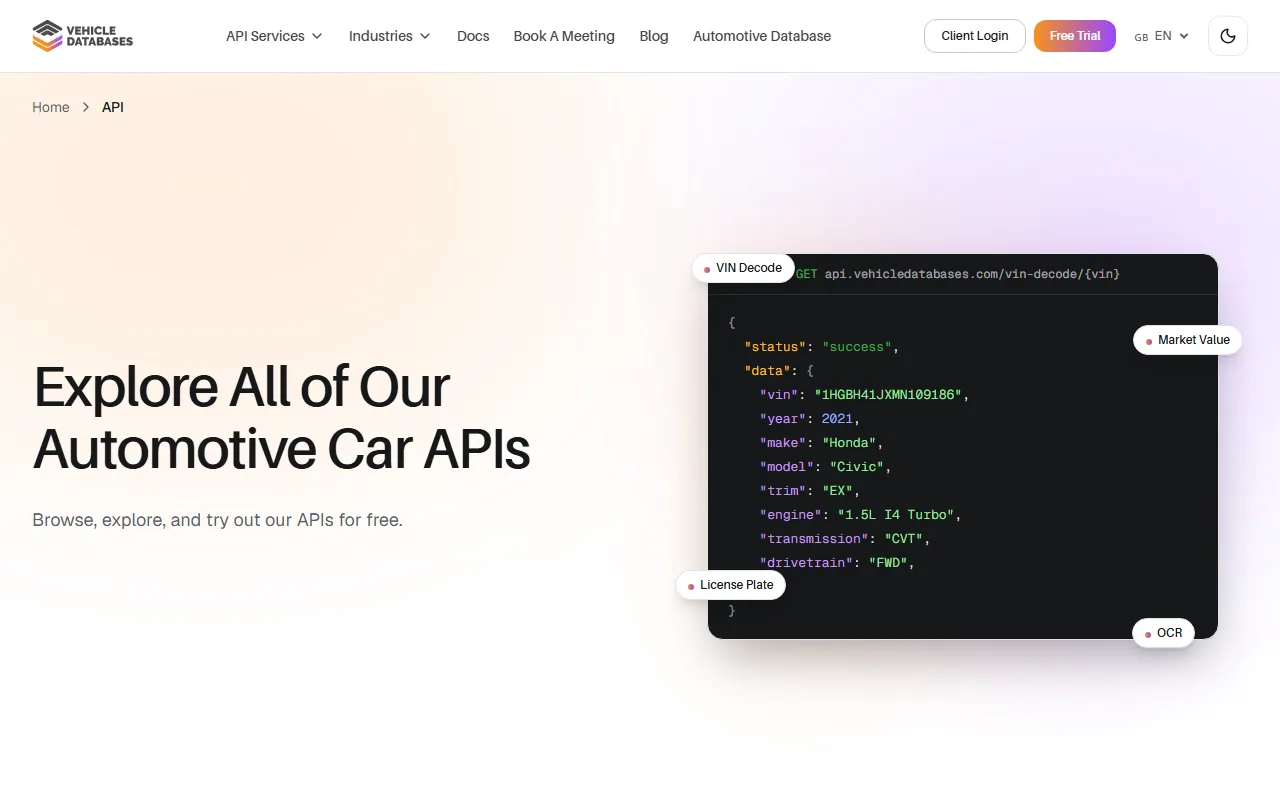 VEHICLE
DATABASES
API Services
Industries
Docs
Book A Meeting
Blog
Automotive Database
Client Login
Free Trial
GB EN
Home > API
Explore All of Our
Automotive Car APIs
Browse, explore, and try out our APIs for free.
VIN Decode
GET api.vehicledatabases.com/vin-decode/{vin}
{
"status": "success",
Market Value
"data": {
"vin": "1HGBH41JXMN109186",
"year": 2021,
"make": "Honda",
"model": "Civic",
"trim": "EX",
"engine": "1.5L I4 Turbo",
"transmission": "CVT",
"drivetrain": "FWD",
License Plate
}
OCR